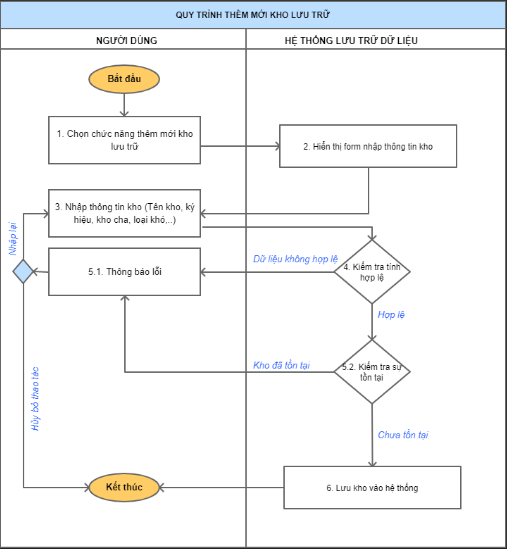 QUY TRÌNH THÊM MỚI KHO LƯU TRỮ
NGƯỜI DÙNG
HỆ THỐNG LƯU TRỮ DỮ LIỆU
Bắt đầu
1. Chọn chức năng thêm mới kho
lưu trữ
2. Hiển thị form nhập thông tin kho
3. Nhập thông tin kho (Tên kho, ký
hiệu, kho cha, loại khó,..)
Nhập lại
5.1. Thông báo lỗi
Dữ liệu không hợp lệ
4. Kiểm tra tính
hợp lệ
Hợp lệ
Kho đã tồn tại
5.2. Kiểm tra sự
tồn tại
Hủy bỏ thao tác
Chưa tồn tại
Kết thúc
6. Lưu kho vào hệ thống